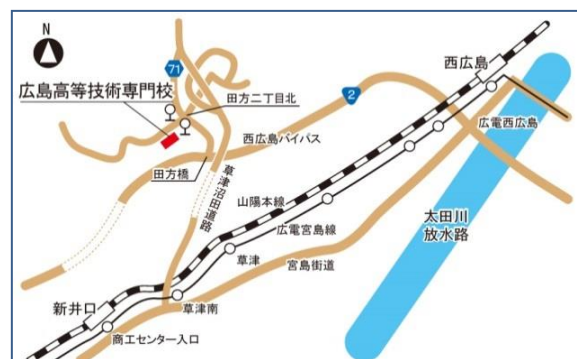 N
71
西広島
広島高等技術専門校
田方二丁目北
2
広電西広島
西広島バイパス
田方橋
草津沼田道路
山陽本線
太田川
放水路
広電宮島線
草津
宮島街道
新井口
草津南
商工センター入口